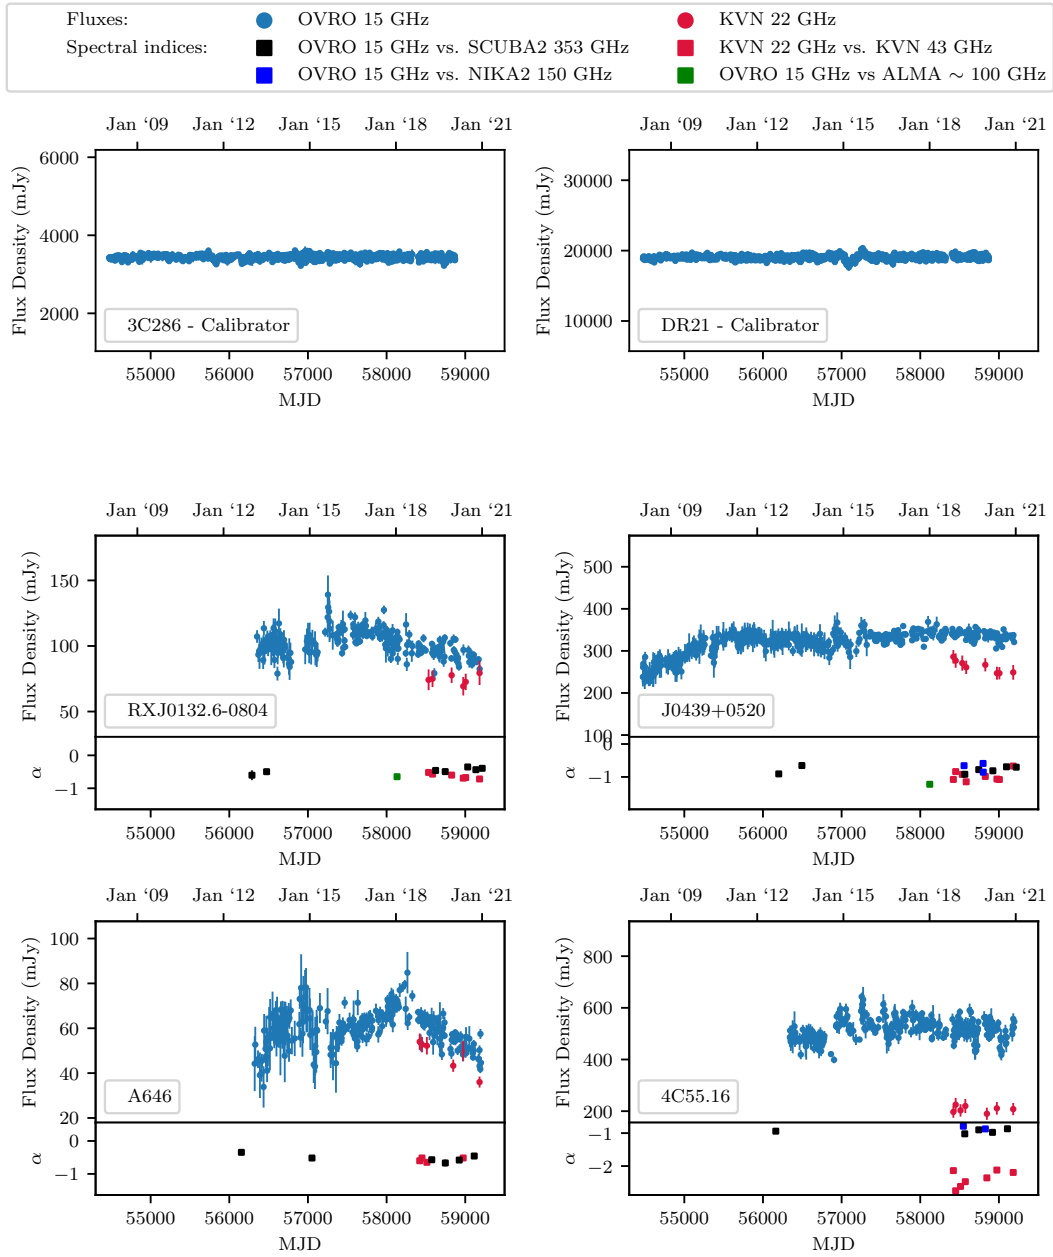 Fluxes: OVRO 15 GHz KVN 22 GHz
Spectral indices: OVRO 15 GHz vs. SCUBA2 353 GHz KVN 22 GHz vs. KVN 43 GHz
OVRO 15 GHz vs. NIKA2 150 GHz OVRO 15 GHz vs ALMA ∼ 100 GHz
Jan ‘09 Jan ‘12 Jan ‘15 Jan ‘18 Jan ‘21
6000
4000
2000
Flux Density (mJy)
3C286 - Calibrator
55000 56000 57000 58000 59000
MJD
Jan ‘09 Jan ‘12 Jan ‘15 Jan ‘18 Jan ‘21
30000
20000
10000
Flux Density (mJy)
DR21 - Calibrator
55000 56000 57000 58000 59000
MJD
Jan ‘09 Jan ‘12 Jan ‘15 Jan ‘18 Jan ‘21
150
100
50
Flux Density (mJy)
RXJ0132.6-0804
0
−1
α
55000 56000 57000 58000 59000
MJD
Jan ‘09 Jan ‘12 Jan ‘15 Jan ‘18 Jan ‘21
500
400
300
200
100
Flux Density (mJy)
J0439+0520
0
−1
α
55000 56000 57000 58000 59000
MJD
Jan ‘09 Jan ‘12 Jan ‘15 Jan ‘18 Jan ‘21
100
80
60
40
20
Flux Density (mJy)
A646
0
−1
α
55000 56000 57000 58000 59000
MJD
Jan ‘09 Jan ‘12 Jan ‘15 Jan ‘18 Jan ‘21
800
600
400
200
Flux Density (mJy)
4C55.16
−1
−2
α
55000 56000 57000 58000 59000
MJD